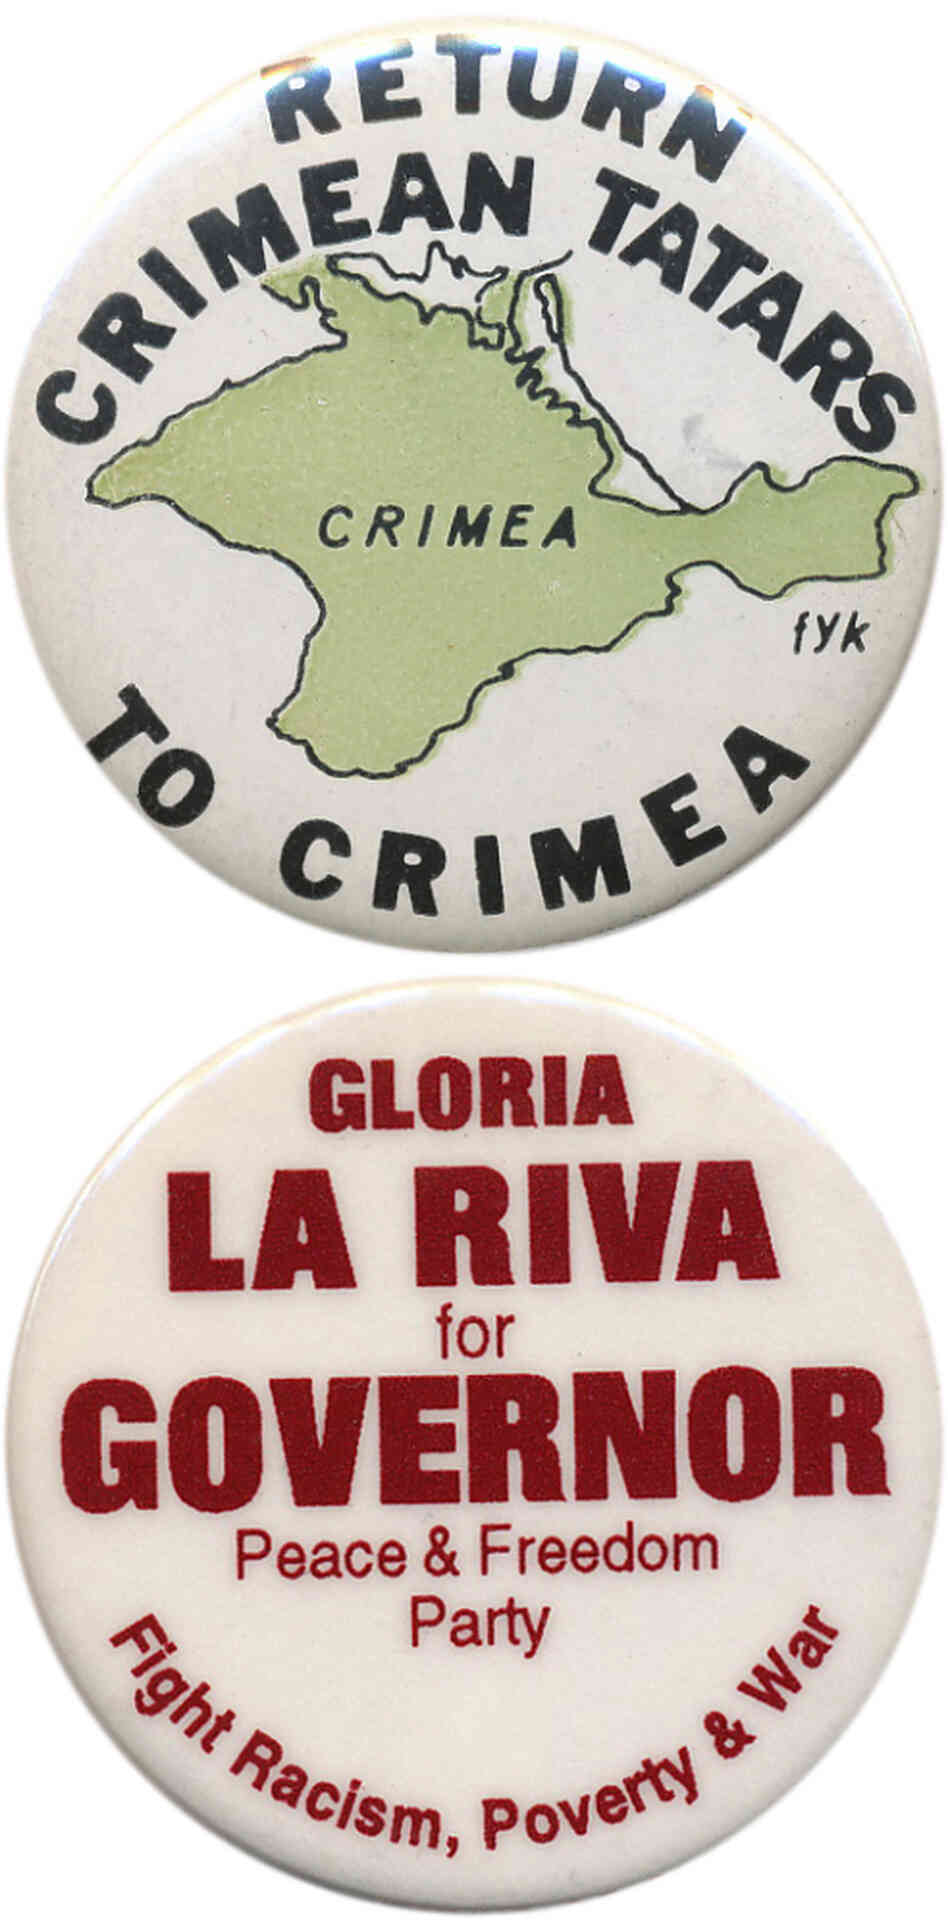 RETURN
CRIMEAN TATARS
CRIMEA
fyk
TO CRIMEA
GLORIA
LA RIVA
for
GOVERNOR
Peace & Freedom
Party
Fight Racism, Poverty & War